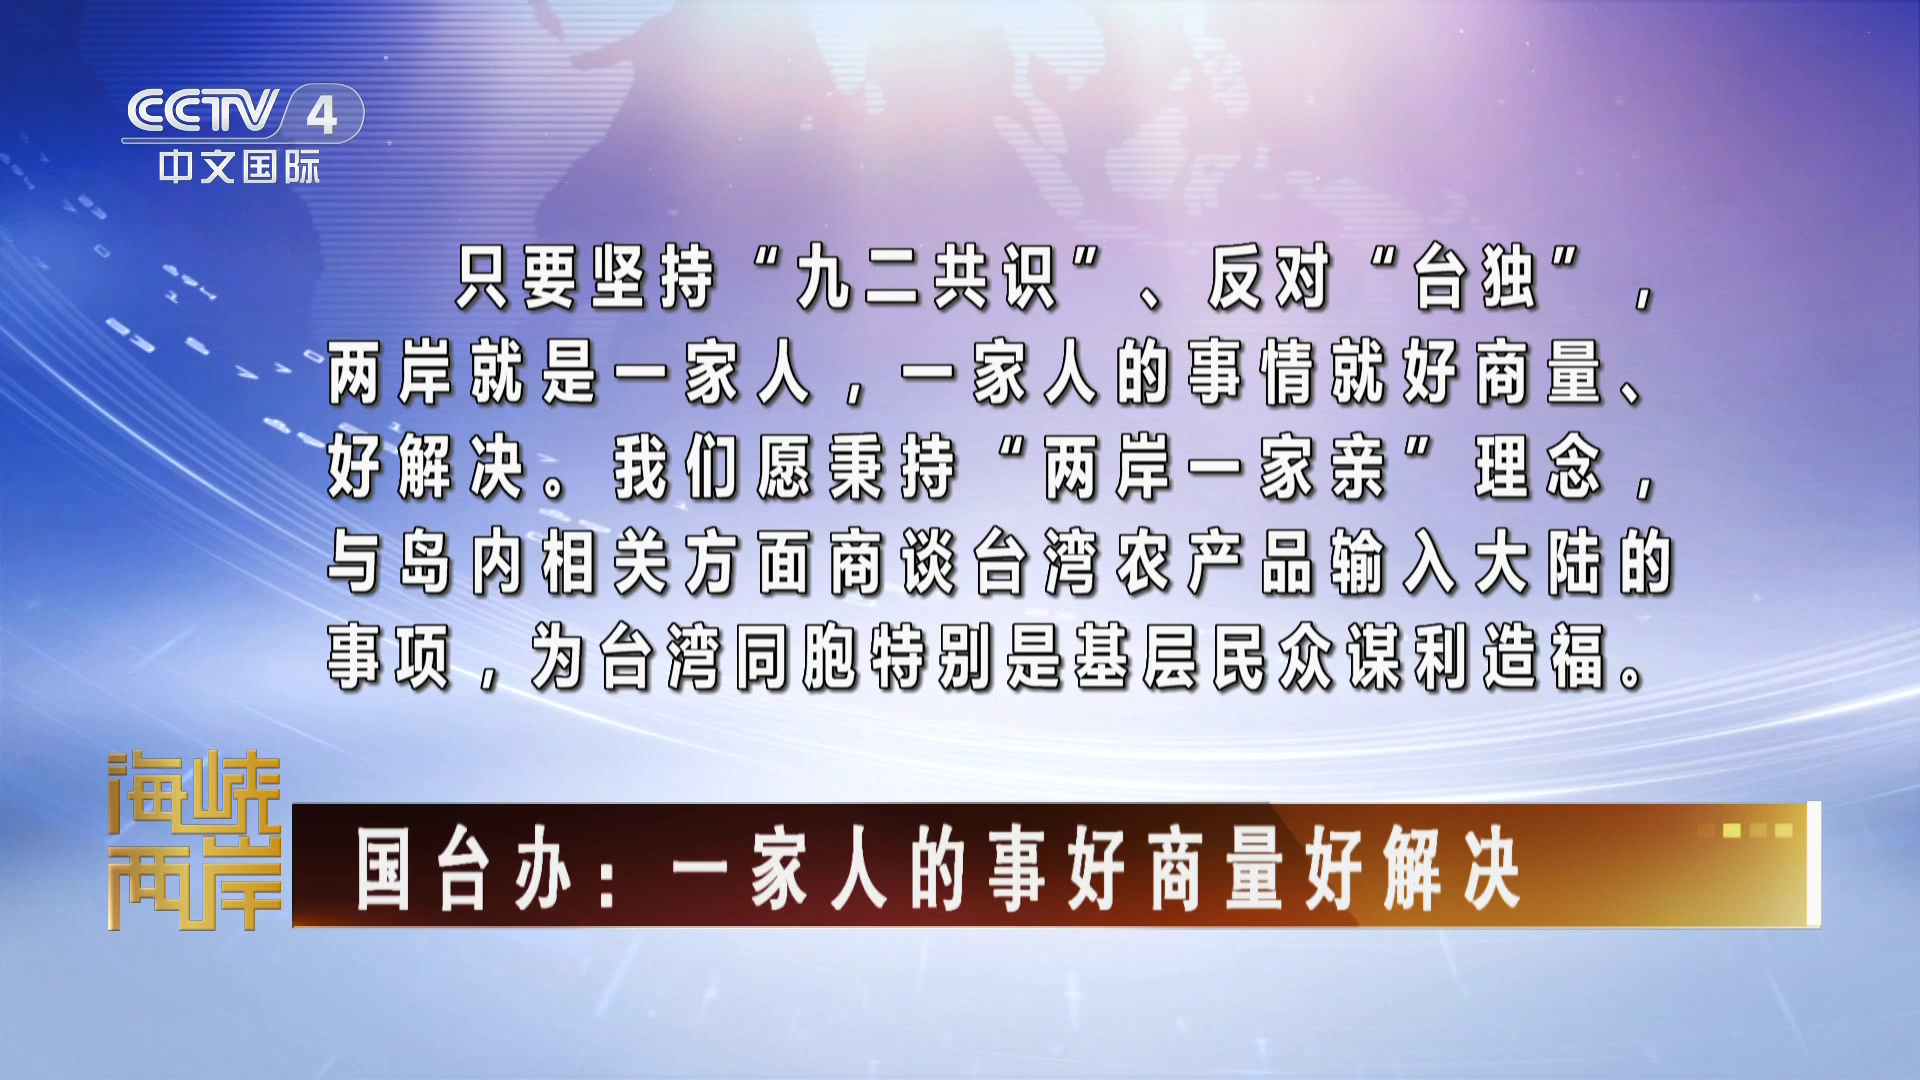 CCTV 4
中文国际
只要坚持“九二共识”、反对“台独”，
两岸就是一家人，一家人的事情就好商量、
好解决。我们愿秉持“两岸一家亲”理念，
与岛内相关方面商谈台湾农产品输入大陆的
事项，为台湾同胞特别是基层民众谋利造福。
海峡
两岸
国台办：一家人的事好商量好解决